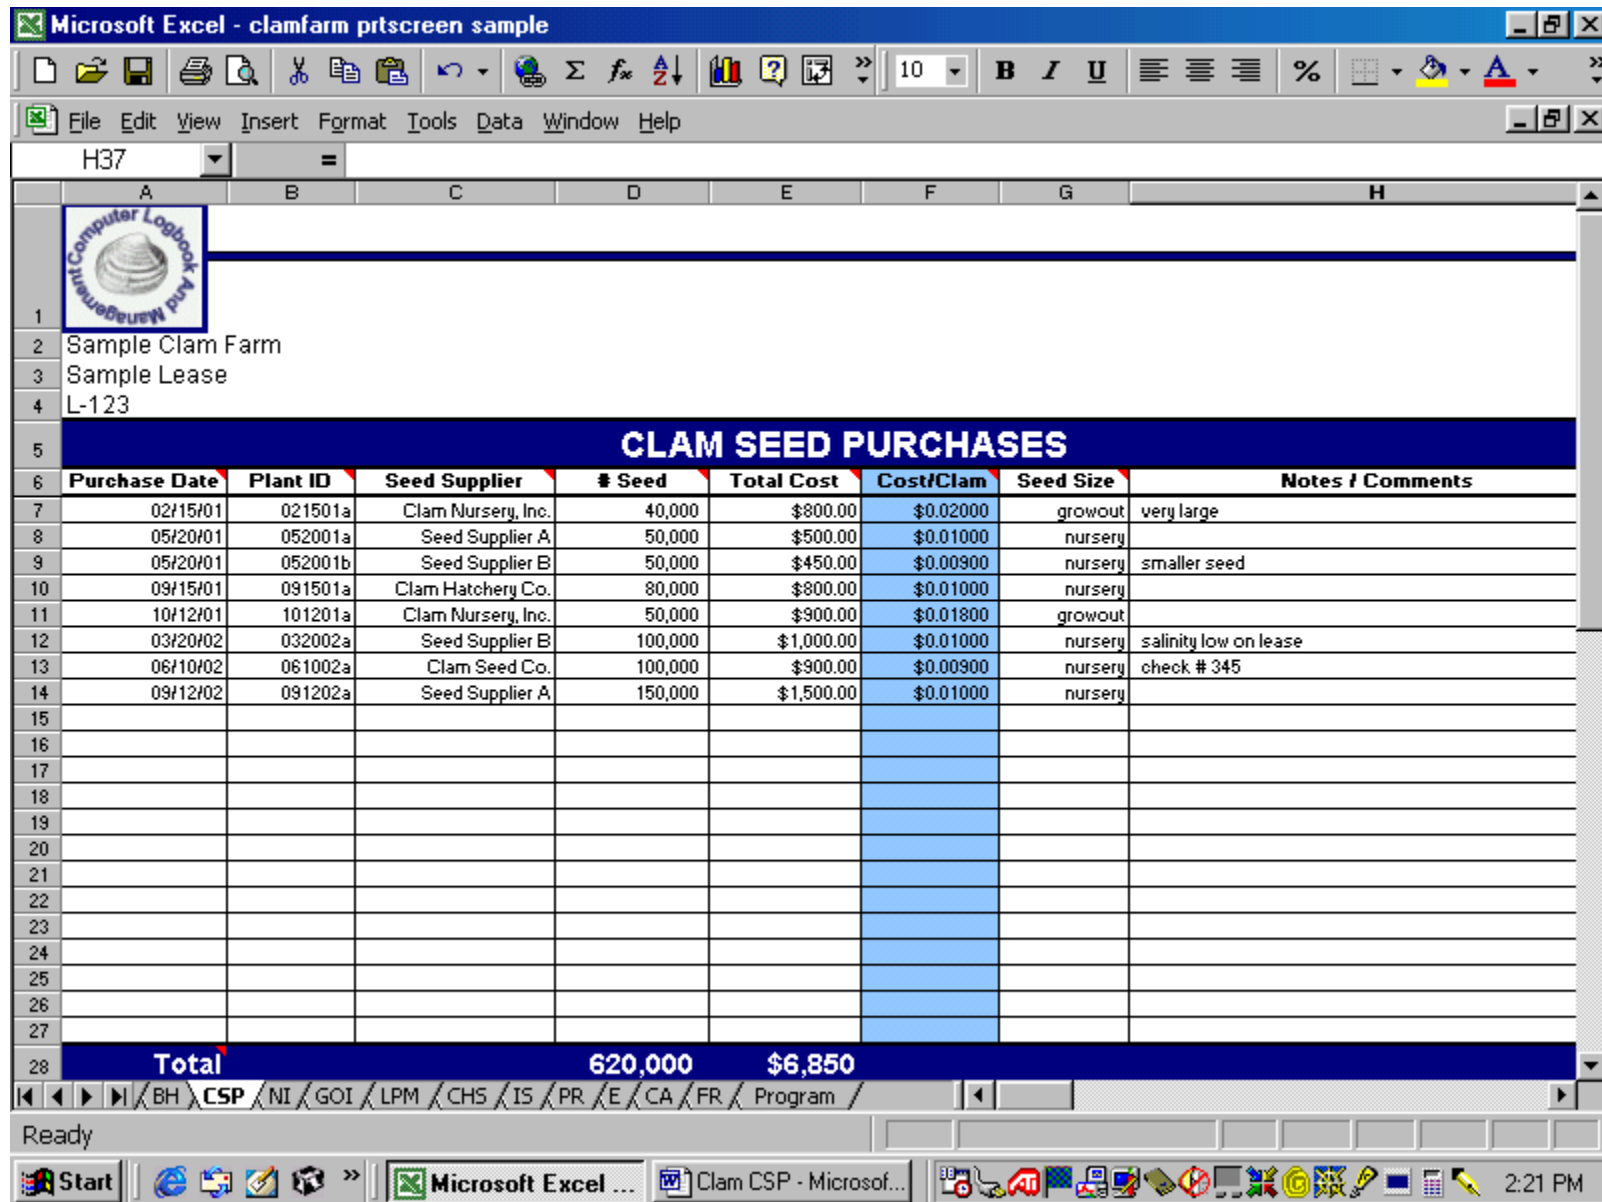 Microsoft Excel - clamfarm prtscreen sample
10 B I U %
File Edit View Insert Format Tools Data Window Help
H37 =
A B C D E F G H
Computer Logbook And Management
1
2 Sample Clam Farm
3 Sample Lease
4 L-123
5 CLAM SEED PURCHASES
6 Purchase Date Plant ID Seed Supplier # Seed Total Cost Cost/Clam Seed Size Notes / Comments
7 02/15/01 021501a Clam Nursery, Inc. 40,000 $800.00 $0.02000 growout very large
8 05/20/01 052001a Seed Supplier A 50,000 $500.00 $0.01000 nursery
9 05/20/01 052001b Seed Supplier B 50,000 $450.00 $0.00900 nursery smaller seed
10 09/15/01 091501a Clam Hatchery Co. 80,000 $800.00 $0.01000 nursery
11 10/12/01 101201a Clam Nursery, Inc. 50,000 $900.00 $0.01800 growout
12 03/20/02 032002a Seed Supplier B 100,000 $1,000.00 $0.01000 nursery salinity low on lease
13 06/10/02 061002a Clam Seed Co. 100,000 $900.00 $0.00900 nursery check # 345
14 09/12/02 091202a Seed Supplier A 150,000 $1,500.00 $0.01000 nursery
15
16
17
18
19
20
21
22
23
24
25
26
27
28 Total 620,000 $6,850
BH CSP NI GOI LPM CHS IS PR E CA FR Program
Ready
Start Microsoft Excel ... Clam CSP - Microsof... 2:21 PM